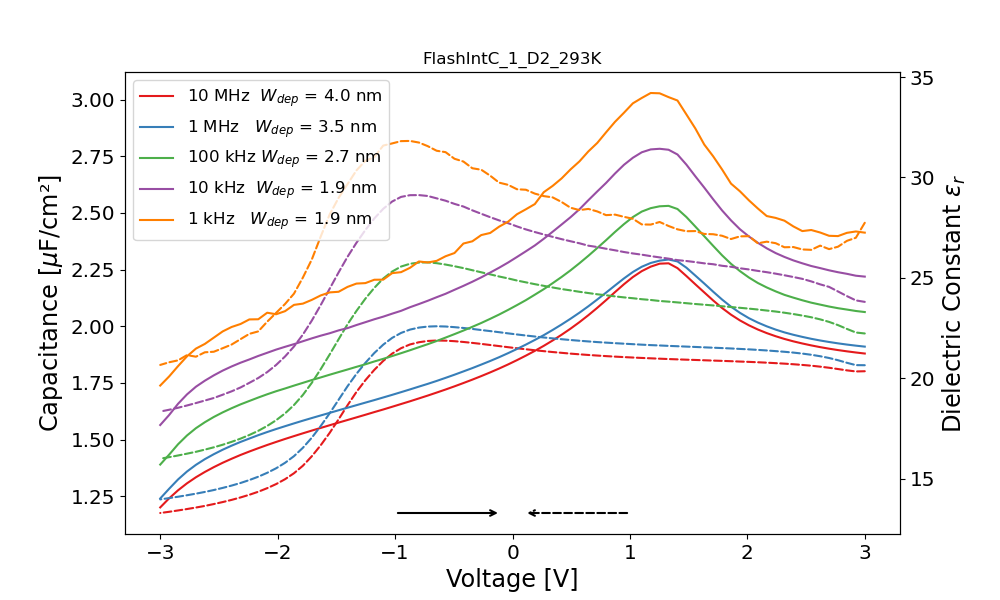 FlashIntC_1_D2_293K
10 MHz W_dep = 4.0 nm
1 MHz W_dep = 3.5 nm
100 kHz W_dep = 2.7 nm
10 kHz W_dep = 1.9 nm
1 kHz W_dep = 1.9 nm
Capacitance [μF/cm²]
3.00
2.75
2.50
2.25
2.00
1.75
1.50
1.25
35
30
25
20
15
Dielectric Constant ε_r
−3 −2 −1 0 1 2 3
Voltage [V]